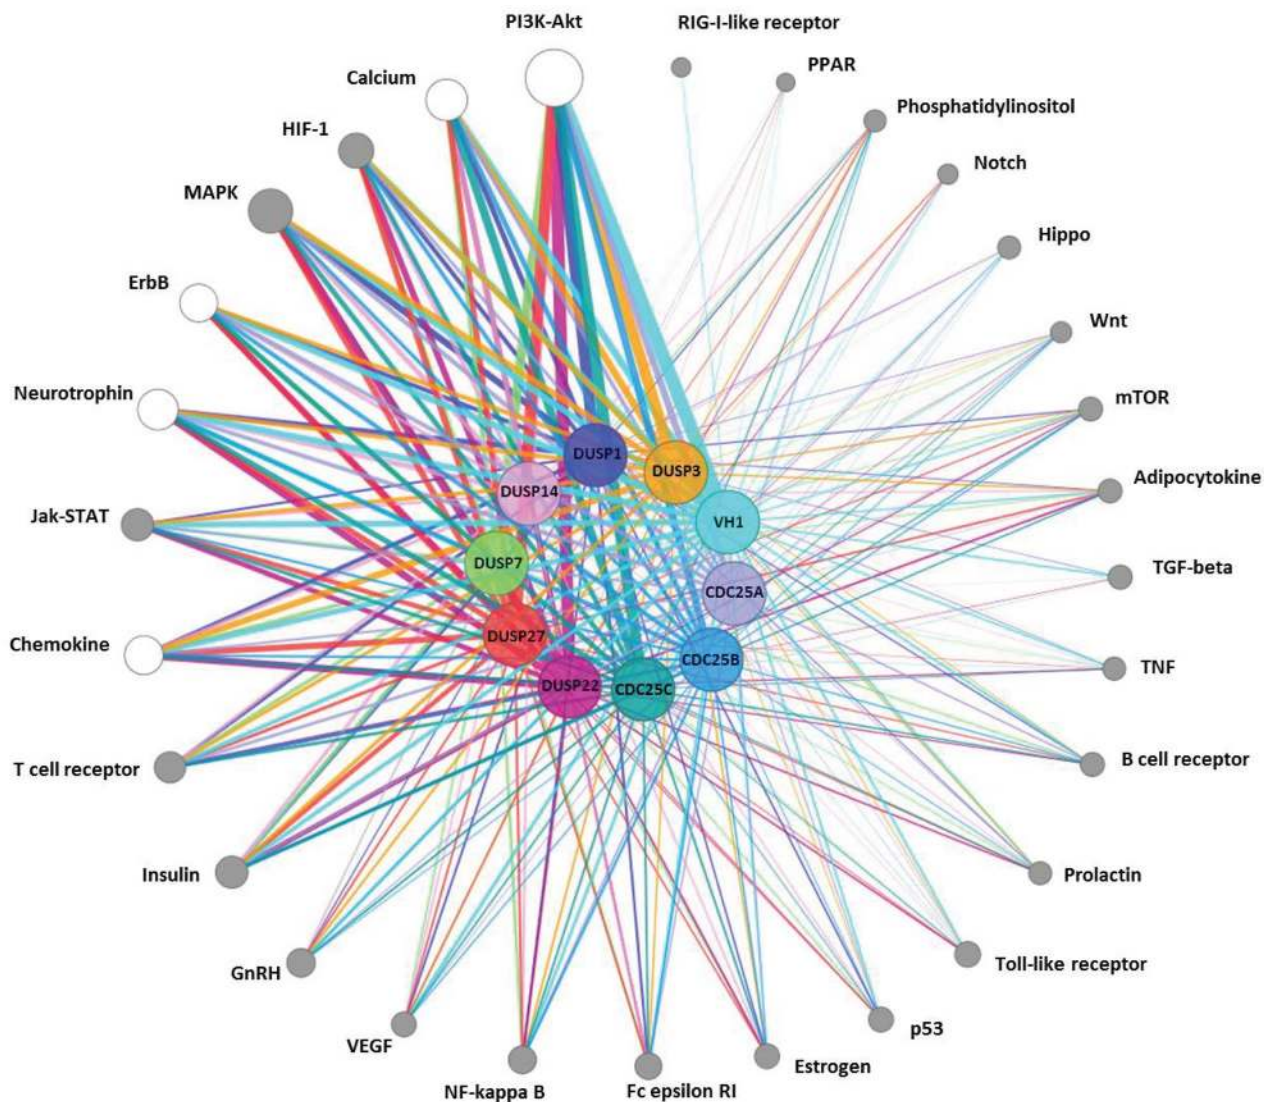 PI3K-Akt
RIG-I-like receptor
PPAR
Calcium
Phosphatidylinositol
HIF-1
Notch
MAPK
Hippo
ErbB
Wnt
Neurotrophin
mTOR
DUSP1
DUSP3
DUSP14
Adipocytokine
Jak-STAT
VH1
DUSP7
TGF-beta
CDC25A
Chemokine
DUSP27
CDC25B
TNF
DUSP22
CDC25C
T cell receptor
B cell receptor
Insulin
Prolactin
GnRH
Toll-like receptor
VEGF
p53
NF-kappa B
Fc epsilon RI
Estrogen